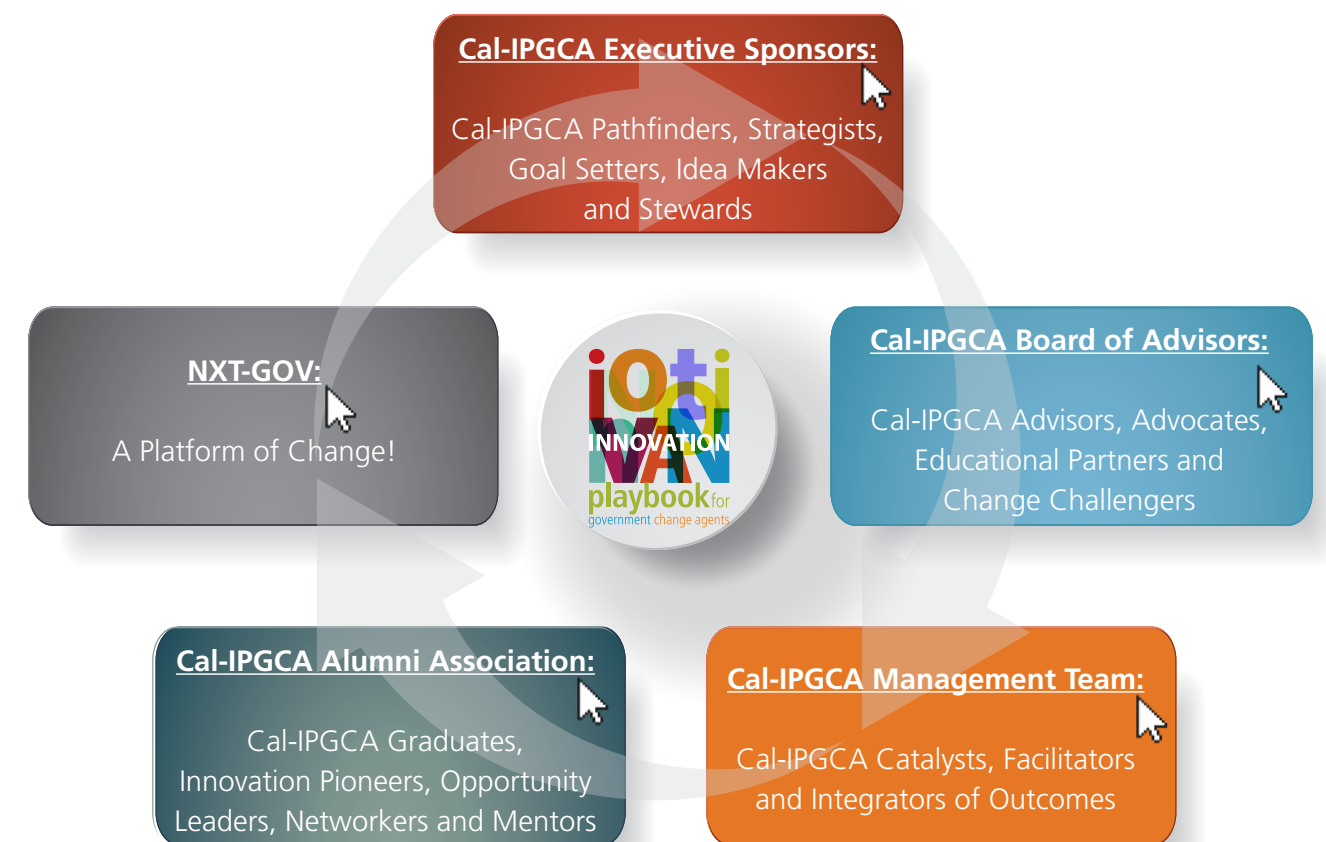 Cal-IPGCA Executive Sponsors:
Cal-IPGCA Pathfinders, Strategists,
Goal Setters, Idea Makers
and Stewards
NXT-GOV:
A Platform of Change!
INNOVATION
playbook for
government change agents
Cal-IPGCA Board of Advisors:
Cal-IPGCA Advisors, Advocates,
Educational Partners and
Change Challengers
Cal-IPGCA Alumni Association:
Cal-IPGCA Graduates,
Innovation Pioneers, Opportunity
Leaders, Networkers and Mentors
Cal-IPGCA Management Team:
Cal-IPGCA Catalysts, Facilitators
and Integrators of Outcomes